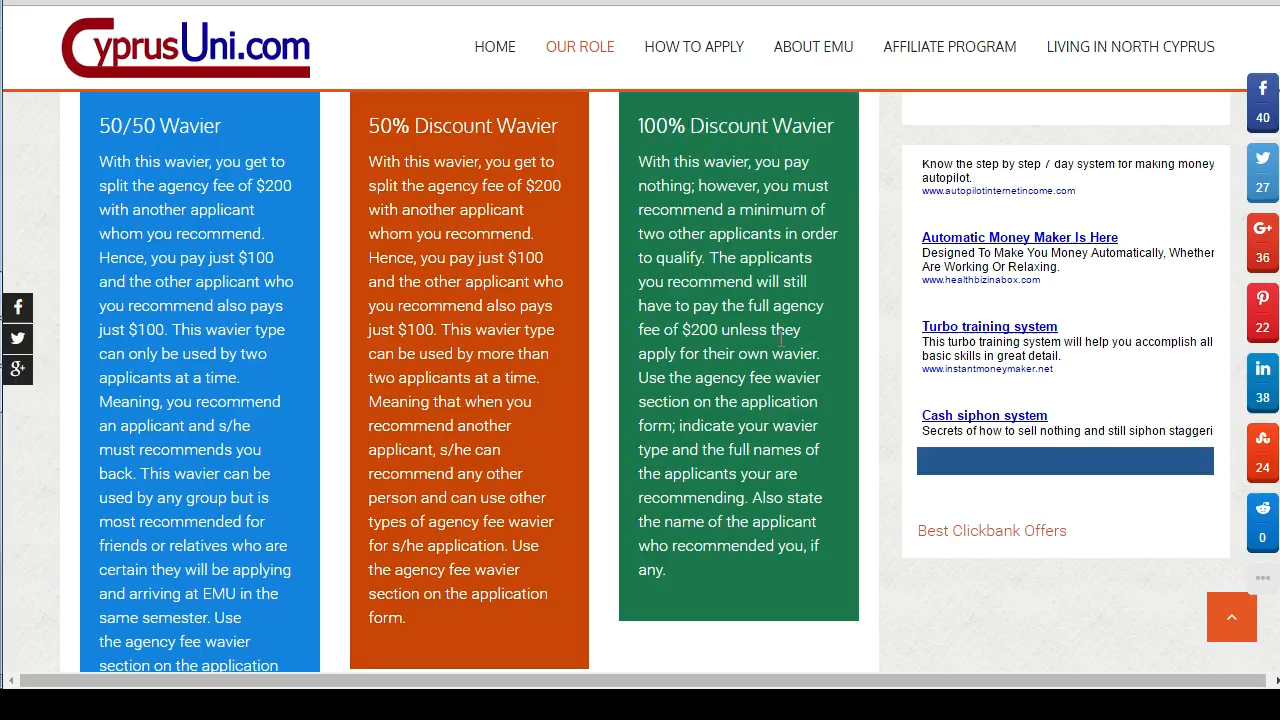 CyprusUni.com
HOME
OUR ROLE
HOW TO APPLY
ABOUT EMU
AFFILIATE PROGRAM
LIVING IN NORTH CYPRUS
50/50 Wavier
With this wavier, you get to
split the agency fee of $200
with another applicant
whom you recommend.
Hence, you pay just $100
and the other applicant who
you recommend also pays
just $100. This wavier type
can only be used by two
applicants at a time.
Meaning, you recommend
an applicant and s/he
must recommends you
back. This wavier can be
used by any group but is
most recommended for
friends or relatives who are
certain they will be applying
and arriving at EMU in the
same semester. Use
the agency fee wavier
section on the application
50% Discount Wavier
With this wavier, you get to
split the agency fee of $200
with another applicant
whom you recommend.
Hence, you pay just $100
and the other applicant
you recommend also pays
just $100. This wavier type
can be used by more than
two applicants at a time.
Meaning that when you
recommend another
applicant, s/he can
recommend any other
person and can use other
types of agency fee wavier
for s/he application. Use
the agency fee wavier
section on the application
form.
100% Discount Wavier
With this wavier, you pay
nothing; however, you must
recommend a minimum of
two other applicants in order
to qualify. The applicants
you recommend will still
have to pay the full agency
fee of $200 unless they
apply for their own wavier.
Use the agency fee wavier
section on the application
form; indicate your wavier
type and the full names of
the applicants your are
recommending. Also state
the name of the applicant
who recommended you, if
any.
Know the step by step 7 day system for making money
autopilot.
www.autopilotinternetincome.com
Automatic Money Maker Is Here
Designed To Make You Money Automatically, Whether
Are Working Or Relaxing.
www.healthbizinabox.com
Turbo training system
This turbo training system will help you accomplish all
basic skills in great detail.
www.instantmoneymaker.net
Cash siphon system
Secrets of how to sell nothing and still siphon staggeri
Best Clickbank Offers
40
27
G+
36
22
in
38
24
0